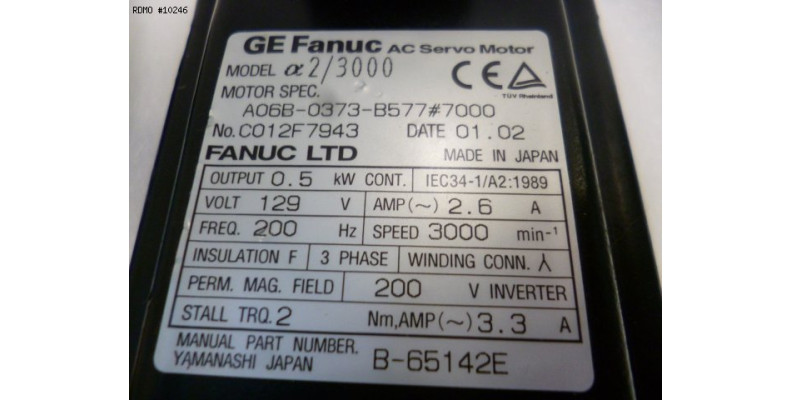 RDMO #10246
GE Fanuc AC Servo Motor
MODEL α2/3000
CE
TÜV Rheinland
MOTOR SPEC.
A06B-0373-B577#7000
No. C012F7943 DATE 01.02
FANUC LTD MADE IN JAPAN
OUTPUT 0.5 kW CONT. IEC34-1/A2:1989
VOLT 129 V AMP(~) 2.6 A
FREQ. 200 Hz SPEED 3000 min-¹
INSULATION F 3 PHASE WINDING CONN. 人
PERM. MAG. FIELD 200 V INVERTER
STALL TRQ. 2 Nm, AMP(~) 3.3 A
MANUAL PART NUMBER.
YAMANASHI JAPAN B-65142E